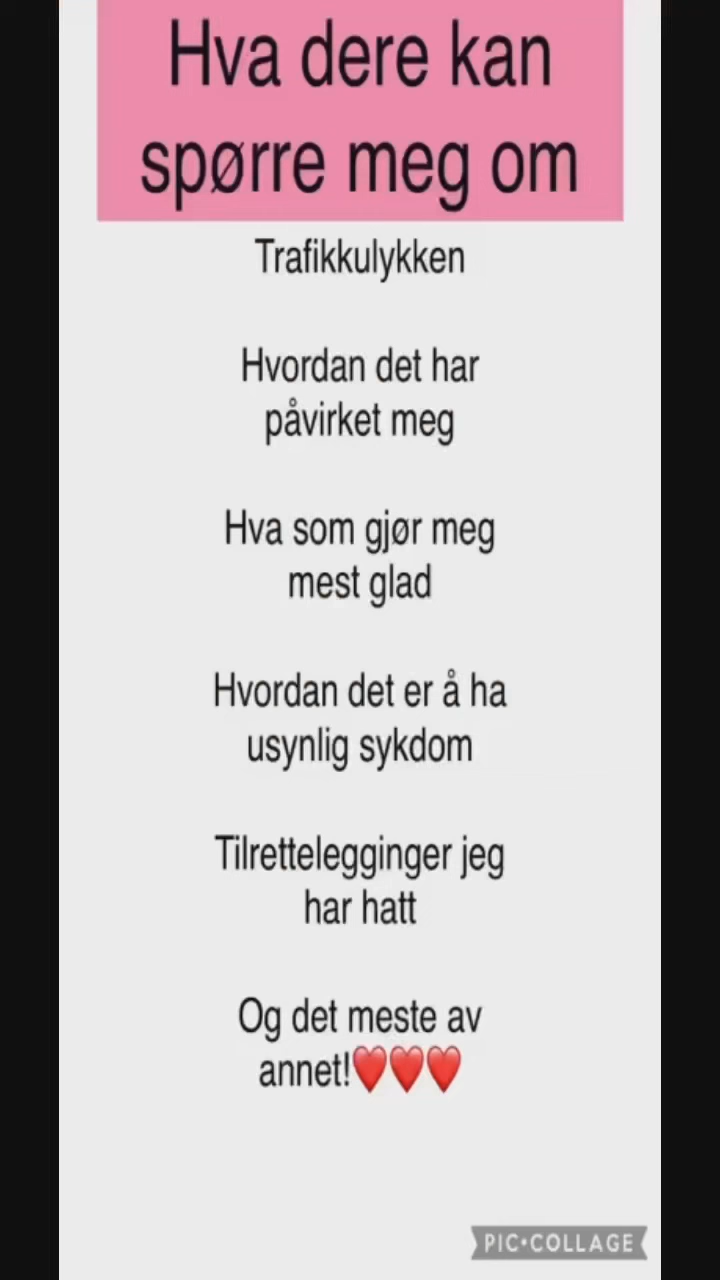 Hva dere kan
spørre meg om
Trafikkulykken
Hvordan det har
påvirket meg
Hva som gjør meg
mest glad
Hvordan det er å ha
usynlig sykdom
Tilrettelegginger jeg
har hatt
Og det meste av
annet!❤️❤️❤️
PIC•COLLAGE